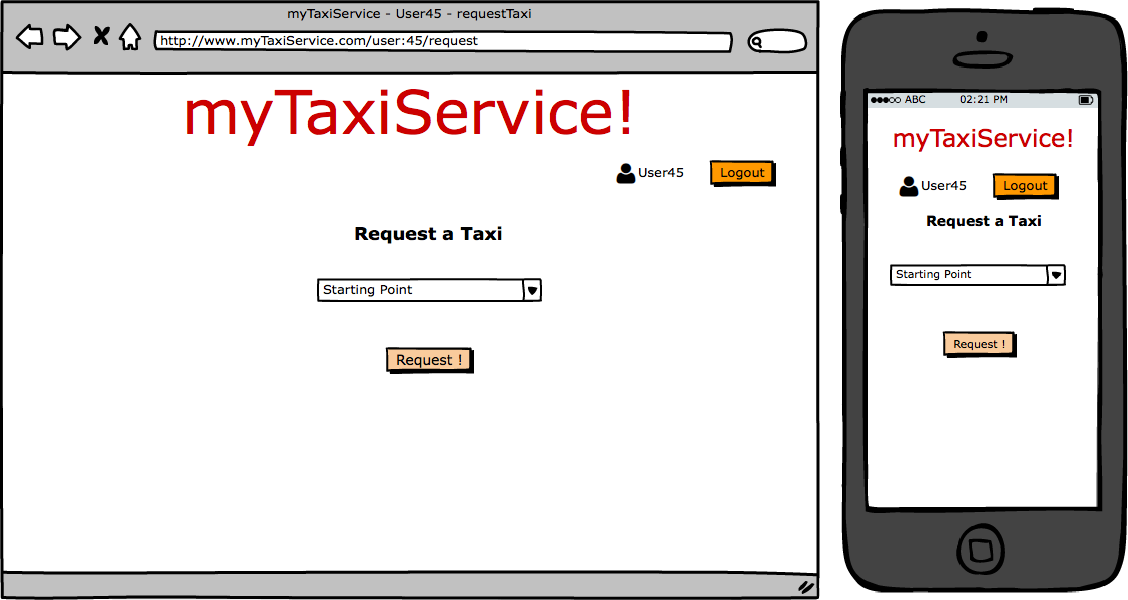 myTaxiService - User45 - requestTaxi
http://www.myTaxiService.com/user:45/request
myTaxiService!
User45 Logout
Request a Taxi
Starting Point
Request !
ABC 02:21 PM
myTaxiService!
User45 Logout
Request a Taxi
Starting Point
Request !